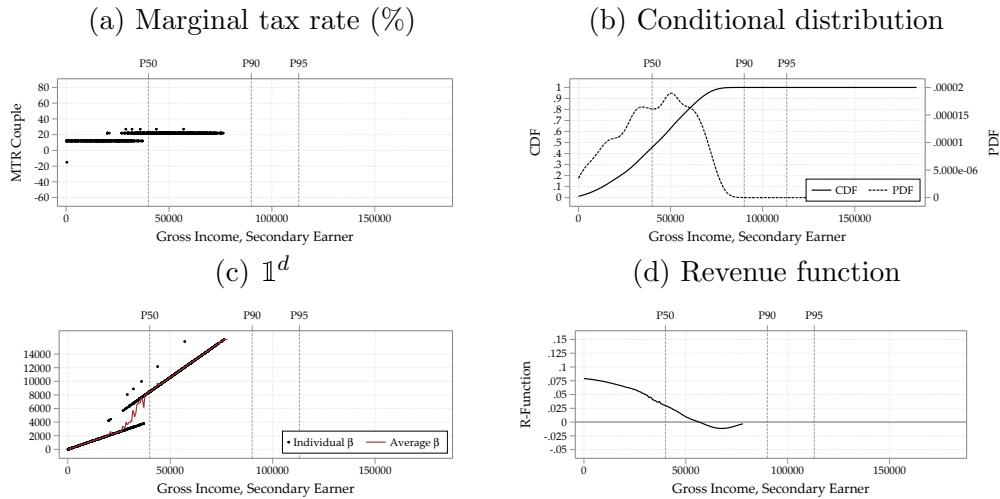 (a) Marginal tax rate (%)
P50 P90 P95
80
60
40
20
0
-20
-40
-60
MTR Couple
0 50000 100000 150000
Gross Income, Secondary Earner
(b) Conditional distribution
P50 P90 P95
1
.9
.8
.7
.6
.5
.4
.3
.2
.1
0
CDF
.00002
.000015
.00001
5.000e-06
0
PDF
CDF PDF
0 50000 100000 150000
Gross Income, Secondary Earner
(c) 𝟙^d
P50 P90 P95
14000
12000
10000
8000
6000
4000
2000
0
Individual β Average β
0 50000 100000 150000
Gross Income, Secondary Earner
(d) Revenue function
P50 P90 P95
.15
.125
.1
.075
.05
.025
0
-.025
-.05
R-Function
0 50000 100000 150000
Gross Income, Secondary Earner